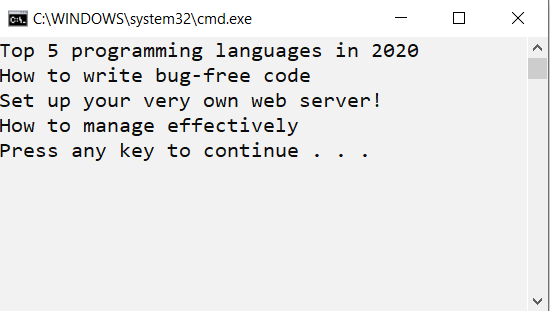 C:\WINDOWS\system32\cmd.exe
Top 5 programming languages in 2020
How to write bug-free code
Set up your very own web server!
How to manage effectively
Press any key to continue . . .